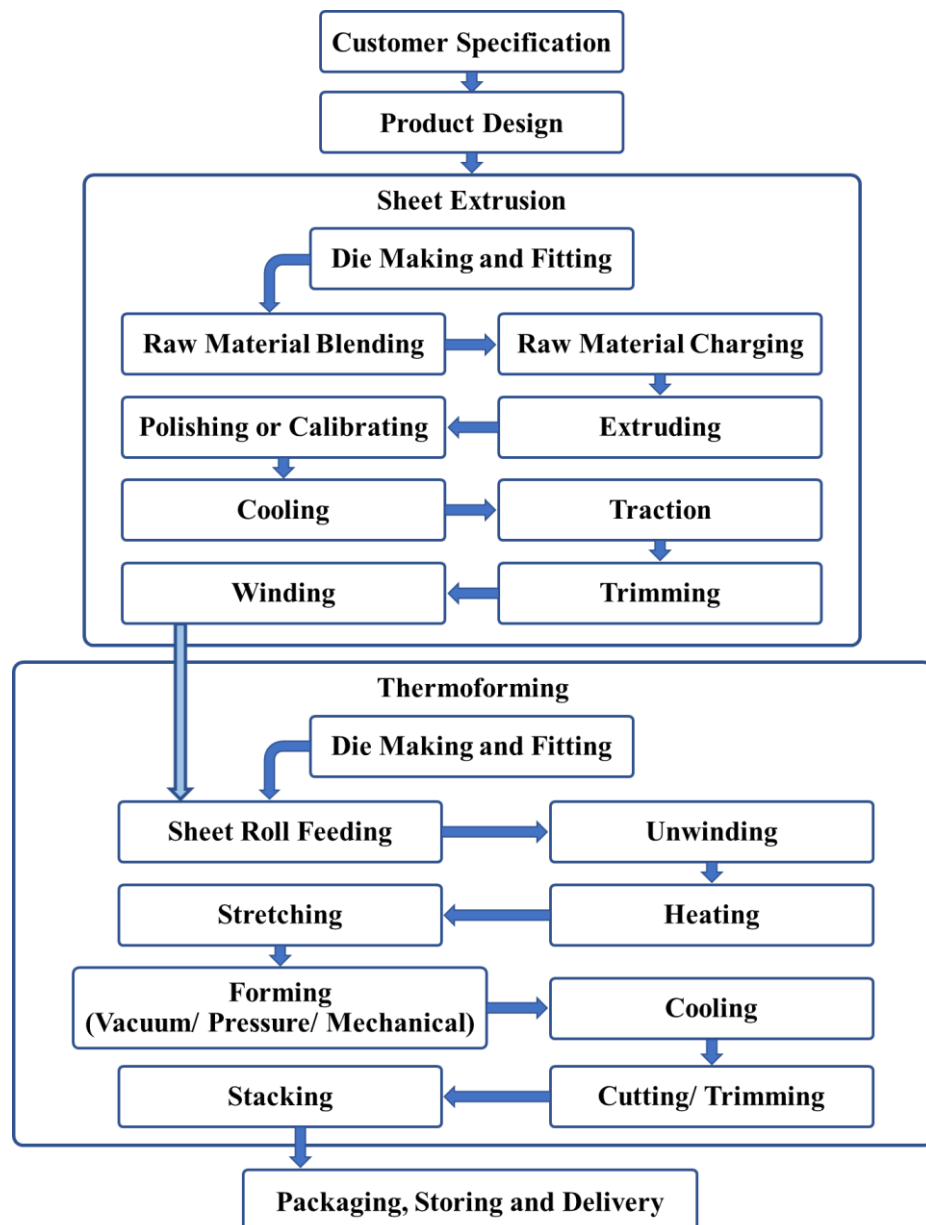 Customer Specification
Product Design
Sheet Extrusion
Die Making and Fitting
Raw Material Blending
Raw Material Charging
Extruding
Polishing or Calibrating
Cooling
Traction
Trimming
Winding
Thermoforming
Die Making and Fitting
Sheet Roll Feeding
Unwinding
Heating
Stretching
Forming
(Vacuum/ Pressure/ Mechanical)
Cooling
Cutting/ Trimming
Stacking
Packaging, Storing and Delivery